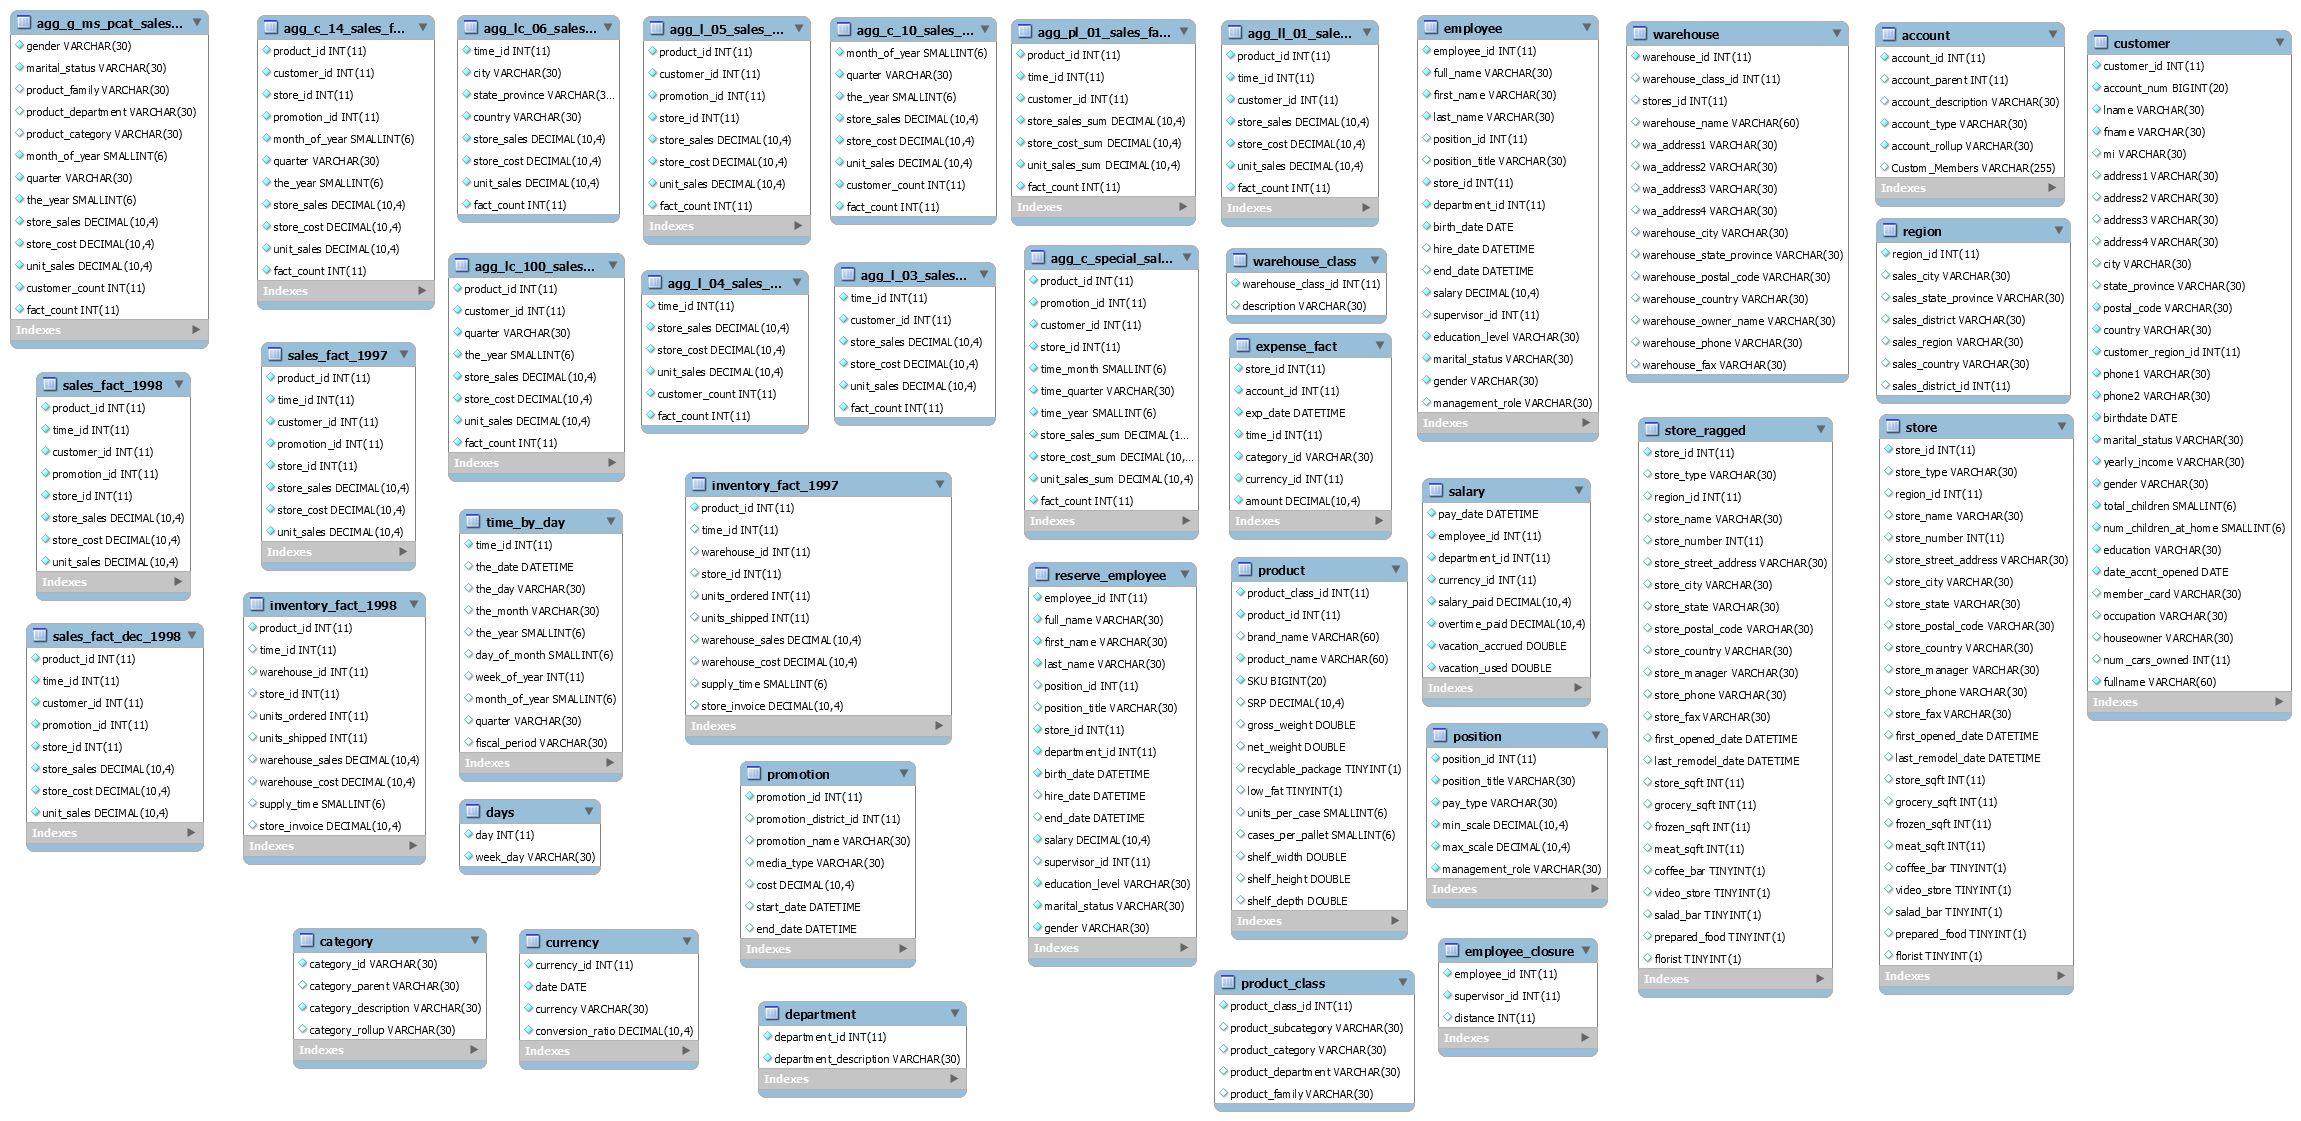 agg_g_ms_pcat_sales...
gender VARCHAR(30)
marital_status VARCHAR(30)
product_family VARCHAR(30)
product_department VARCHAR(30)
product_category VARCHAR(30)
month_of_year SMALLINT(6)
quarter VARCHAR(30)
the_year SMALLINT(6)
store_sales DECIMAL(10,4)
store_cost DECIMAL(10,4)
unit_sales DECIMAL(10,4)
customer_count INT(11)
fact_count INT(11)
Indexes
agg_c_14_sales_f...
product_id INT(11)
customer_id INT(11)
store_id INT(11)
promotion_id INT(11)
month_of_year SMALLINT(6)
quarter VARCHAR(30)
the_year SMALLINT(6)
store_sales DECIMAL(10,4)
store_cost DECIMAL(10,4)
unit_sales DECIMAL(10,4)
fact_count INT(11)
Indexes
agg_lc_06_sales...
time_id INT(11)
city VARCHAR(30)
state_province VARCHAR(3...
country VARCHAR(30)
store_sales DECIMAL(10,4)
store_cost DECIMAL(10,4)
unit_sales DECIMAL(10,4)
fact_count INT(11)
agg_l_05_sales_...
product_id INT(11)
customer_id INT(11)
promotion_id INT(11)
store_id INT(11)
store_sales DECIMAL(10,4)
store_cost DECIMAL(10,4)
unit_sales DECIMAL(10,4)
fact_count INT(11)
Indexes
agg_c_10_sales_...
month_of_year SMALLINT(6)
quarter VARCHAR(30)
the_year SMALLINT(6)
store_sales DECIMAL(10,4)
store_cost DECIMAL(10,4)
unit_sales DECIMAL(10,4)
customer_count INT(11)
fact_count INT(11)
agg_pl_01_sales_fa...
product_id INT(11)
time_id INT(11)
customer_id INT(11)
store_sales_sum DECIMAL(10,4)
store_cost_sum DECIMAL(10,4)
unit_sales_sum DECIMAL(10,4)
fact_count INT(11)
Indexes
agg_ll_01_sale...
product_id INT(11)
time_id INT(11)
customer_id INT(11)
store_sales DECIMAL(10,4)
store_cost DECIMAL(10,4)
unit_sales DECIMAL(10,4)
fact_count INT(11)
Indexes
employee
employee_id INT(11)
full_name VARCHAR(30)
first_name VARCHAR(30)
last_name VARCHAR(30)
position_id INT(11)
position_title VARCHAR(30)
store_id INT(11)
department_id INT(11)
birth_date DATE
hire_date DATETIME
end_date DATETIME
salary DECIMAL(10,4)
supervisor_id INT(11)
education_level VARCHAR(30)
marital_status VARCHAR(30)
gender VARCHAR(30)
management_role VARCHAR(30)
Indexes
warehouse
warehouse_id INT(11)
warehouse_class_id INT(11)
stores_id INT(11)
warehouse_name VARCHAR(60)
wa_address1 VARCHAR(30)
wa_address2 VARCHAR(30)
wa_address3 VARCHAR(30)
wa_address4 VARCHAR(30)
warehouse_city VARCHAR(30)
warehouse_state_province VARCHAR(30)
warehouse_postal_code VARCHAR(30)
warehouse_country VARCHAR(30)
warehouse_owner_name VARCHAR(30)
warehouse_phone VARCHAR(30)
warehouse_fax VARCHAR(30)
account
account_id INT(11)
account_parent INT(11)
account_description VARCHAR(30)
account_type VARCHAR(30)
account_rollup VARCHAR(30)
Custom_Members VARCHAR(255)
Indexes
customer
customer_id INT(11)
account_num BIGINT(20)
lname VARCHAR(30)
fname VARCHAR(30)
mi VARCHAR(30)
address1 VARCHAR(30)
address2 VARCHAR(30)
address3 VARCHAR(30)
address4 VARCHAR(30)
city VARCHAR(30)
state_province VARCHAR(30)
postal_code VARCHAR(30)
country VARCHAR(30)
customer_region_id INT(11)
phone1 VARCHAR(30)
phone2 VARCHAR(30)
birthdate DATE
marital_status VARCHAR(30)
yearly_income VARCHAR(30)
gender VARCHAR(30)
total_children SMALLINT(6)
num_children_at_home SMALLINT(6)
education VARCHAR(30)
date_accnt_opened DATE
member_card VARCHAR(30)
occupation VARCHAR(30)
houseowner VARCHAR(30)
num_cars_owned INT(11)
fullname VARCHAR(60)
Indexes
region
region_id INT(11)
sales_city VARCHAR(30)
sales_state_province VARCHAR(30)
sales_district VARCHAR(30)
sales_region VARCHAR(30)
sales_country VARCHAR(30)
sales_district_id INT(11)
agg_lc_100_sales...
product_id INT(11)
customer_id INT(11)
quarter VARCHAR(30)
the_year SMALLINT(6)
store_sales DECIMAL(10,4)
store_cost DECIMAL(10,4)
unit_sales DECIMAL(10,4)
fact_count INT(11)
Indexes
agg_l_04_sales_...
time_id INT(11)
store_sales DECIMAL(10,4)
store_cost DECIMAL(10,4)
unit_sales DECIMAL(10,4)
customer_count INT(11)
fact_count INT(11)
agg_l_03_sales...
time_id INT(11)
customer_id INT(11)
store_sales DECIMAL(10,4)
store_cost DECIMAL(10,4)
unit_sales DECIMAL(10,4)
fact_count INT(11)
agg_c_special_sal...
product_id INT(11)
promotion_id INT(11)
customer_id INT(11)
store_id INT(11)
time_month SMALLINT(6)
time_quarter VARCHAR(30)
time_year SMALLINT(6)
store_sales_sum DECIMAL(1...
store_cost_sum DECIMAL(10,...
unit_sales_sum DECIMAL(10,4)
fact_count INT(11)
Indexes
warehouse_class
warehouse_class_id INT(11)
description VARCHAR(30)
expense_fact
store_id INT(11)
account_id INT(11)
exp_date DATETIME
time_id INT(11)
category_id VARCHAR(30)
currency_id INT(11)
amount DECIMAL(10,4)
Indexes
sales_fact_1998
product_id INT(11)
time_id INT(11)
customer_id INT(11)
promotion_id INT(11)
store_id INT(11)
store_sales DECIMAL(10,4)
store_cost DECIMAL(10,4)
unit_sales DECIMAL(10,4)
Indexes
sales_fact_1997
product_id INT(11)
time_id INT(11)
customer_id INT(11)
promotion_id INT(11)
store_id INT(11)
store_sales DECIMAL(10,4)
store_cost DECIMAL(10,4)
unit_sales DECIMAL(10,4)
Indexes
time_by_day
time_id INT(11)
the_date DATETIME
the_day VARCHAR(30)
the_month VARCHAR(30)
the_year SMALLINT(6)
day_of_month SMALLINT(6)
week_of_year INT(11)
month_of_year SMALLINT(6)
quarter VARCHAR(30)
fiscal_period VARCHAR(30)
Indexes
inventory_fact_1997
product_id INT(11)
time_id INT(11)
warehouse_id INT(11)
store_id INT(11)
units_ordered INT(11)
units_shipped INT(11)
warehouse_sales DECIMAL(10,4)
warehouse_cost DECIMAL(10,4)
supply_time SMALLINT(6)
store_invoice DECIMAL(10,4)
Indexes
store_ragged
store_id INT(11)
store_type VARCHAR(30)
region_id INT(11)
store_name VARCHAR(30)
store_number INT(11)
store_street_address VARCHAR(30)
store_city VARCHAR(30)
store_state VARCHAR(30)
store_postal_code VARCHAR(30)
store_country VARCHAR(30)
store_manager VARCHAR(30)
store_phone VARCHAR(30)
store_fax VARCHAR(30)
first_opened_date DATETIME
last_remodel_date DATETIME
store_sqft INT(11)
grocery_sqft INT(11)
frozen_sqft INT(11)
meat_sqft INT(11)
coffee_bar TINYINT(1)
video_store TINYINT(1)
salad_bar TINYINT(1)
prepared_food TINYINT(1)
florist TINYINT(1)
Indexes
store
store_id INT(11)
store_type VARCHAR(30)
region_id INT(11)
store_name VARCHAR(30)
store_number INT(11)
store_street_address VARCHAR(30)
store_city VARCHAR(30)
store_state VARCHAR(30)
store_postal_code VARCHAR(30)
store_country VARCHAR(30)
store_manager VARCHAR(30)
store_phone VARCHAR(30)
store_fax VARCHAR(30)
first_opened_date DATETIME
last_remodel_date DATETIME
store_sqft INT(11)
grocery_sqft INT(11)
frozen_sqft INT(11)
meat_sqft INT(11)
coffee_bar TINYINT(1)
video_store TINYINT(1)
salad_bar TINYINT(1)
prepared_food TINYINT(1)
florist TINYINT(1)
Indexes
salary
pay_date DATETIME
employee_id INT(11)
department_id INT(11)
currency_id INT(11)
salary_paid DECIMAL(10,4)
overtime_paid DECIMAL(10,4)
vacation_accrued DOUBLE
vacation_used DOUBLE
Indexes
sales_fact_dec_1998
product_id INT(11)
time_id INT(11)
customer_id INT(11)
promotion_id INT(11)
store_id INT(11)
store_sales DECIMAL(10,4)
store_cost DECIMAL(10,4)
unit_sales DECIMAL(10,4)
Indexes
inventory_fact_1998
product_id INT(11)
time_id INT(11)
warehouse_id INT(11)
store_id INT(11)
units_ordered INT(11)
units_shipped INT(11)
warehouse_sales DECIMAL(10,4)
warehouse_cost DECIMAL(10,4)
supply_time SMALLINT(6)
store_invoice DECIMAL(10,4)
Indexes
days
day INT(11)
week_day VARCHAR(30)
promotion
promotion_id INT(11)
promotion_district_id INT(11)
promotion_name VARCHAR(30)
media_type VARCHAR(30)
cost DECIMAL(10,4)
start_date DATETIME
end_date DATETIME
Indexes
reserve_employee
employee_id INT(11)
full_name VARCHAR(30)
first_name VARCHAR(30)
last_name VARCHAR(30)
position_id INT(11)
position_title VARCHAR(30)
store_id INT(11)
department_id INT(11)
birth_date DATETIME
hire_date DATETIME
end_date DATETIME
salary DECIMAL(10,4)
supervisor_id INT(11)
education_level VARCHAR(30)
marital_status VARCHAR(30)
gender VARCHAR(30)
Indexes
product
product_class_id INT(11)
product_id INT(11)
brand_name VARCHAR(60)
product_name VARCHAR(60)
SKU BIGINT(20)
SRP DECIMAL(10,4)
gross_weight DOUBLE
net_weight DOUBLE
recyclable_package TINYINT(1)
low_fat TINYINT(1)
units_per_case SMALLINT(6)
cases_per_pallet SMALLINT(6)
shelf_width DOUBLE
shelf_height DOUBLE
shelf_depth DOUBLE
Indexes
position
position_id INT(11)
position_title VARCHAR(30)
pay_type VARCHAR(30)
min_scale DECIMAL(10,4)
max_scale DECIMAL(10,4)
management_role VARCHAR(30)
Indexes
category
category_id VARCHAR(30)
category_parent VARCHAR(30)
category_description VARCHAR(30)
category_rollup VARCHAR(30)
Indexes
currency
currency_id INT(11)
date DATE
currency VARCHAR(30)
conversion_ratio DECIMAL(10,4)
Indexes
department
department_id INT(11)
department_description VARCHAR(30)
Indexes
product_class
product_class_id INT(11)
product_subcategory VARCHAR(30)
product_category VARCHAR(30)
product_department VARCHAR(30)
product_family VARCHAR(30)
employee_closure
employee_id INT(11)
supervisor_id INT(11)
distance INT(11)
Indexes